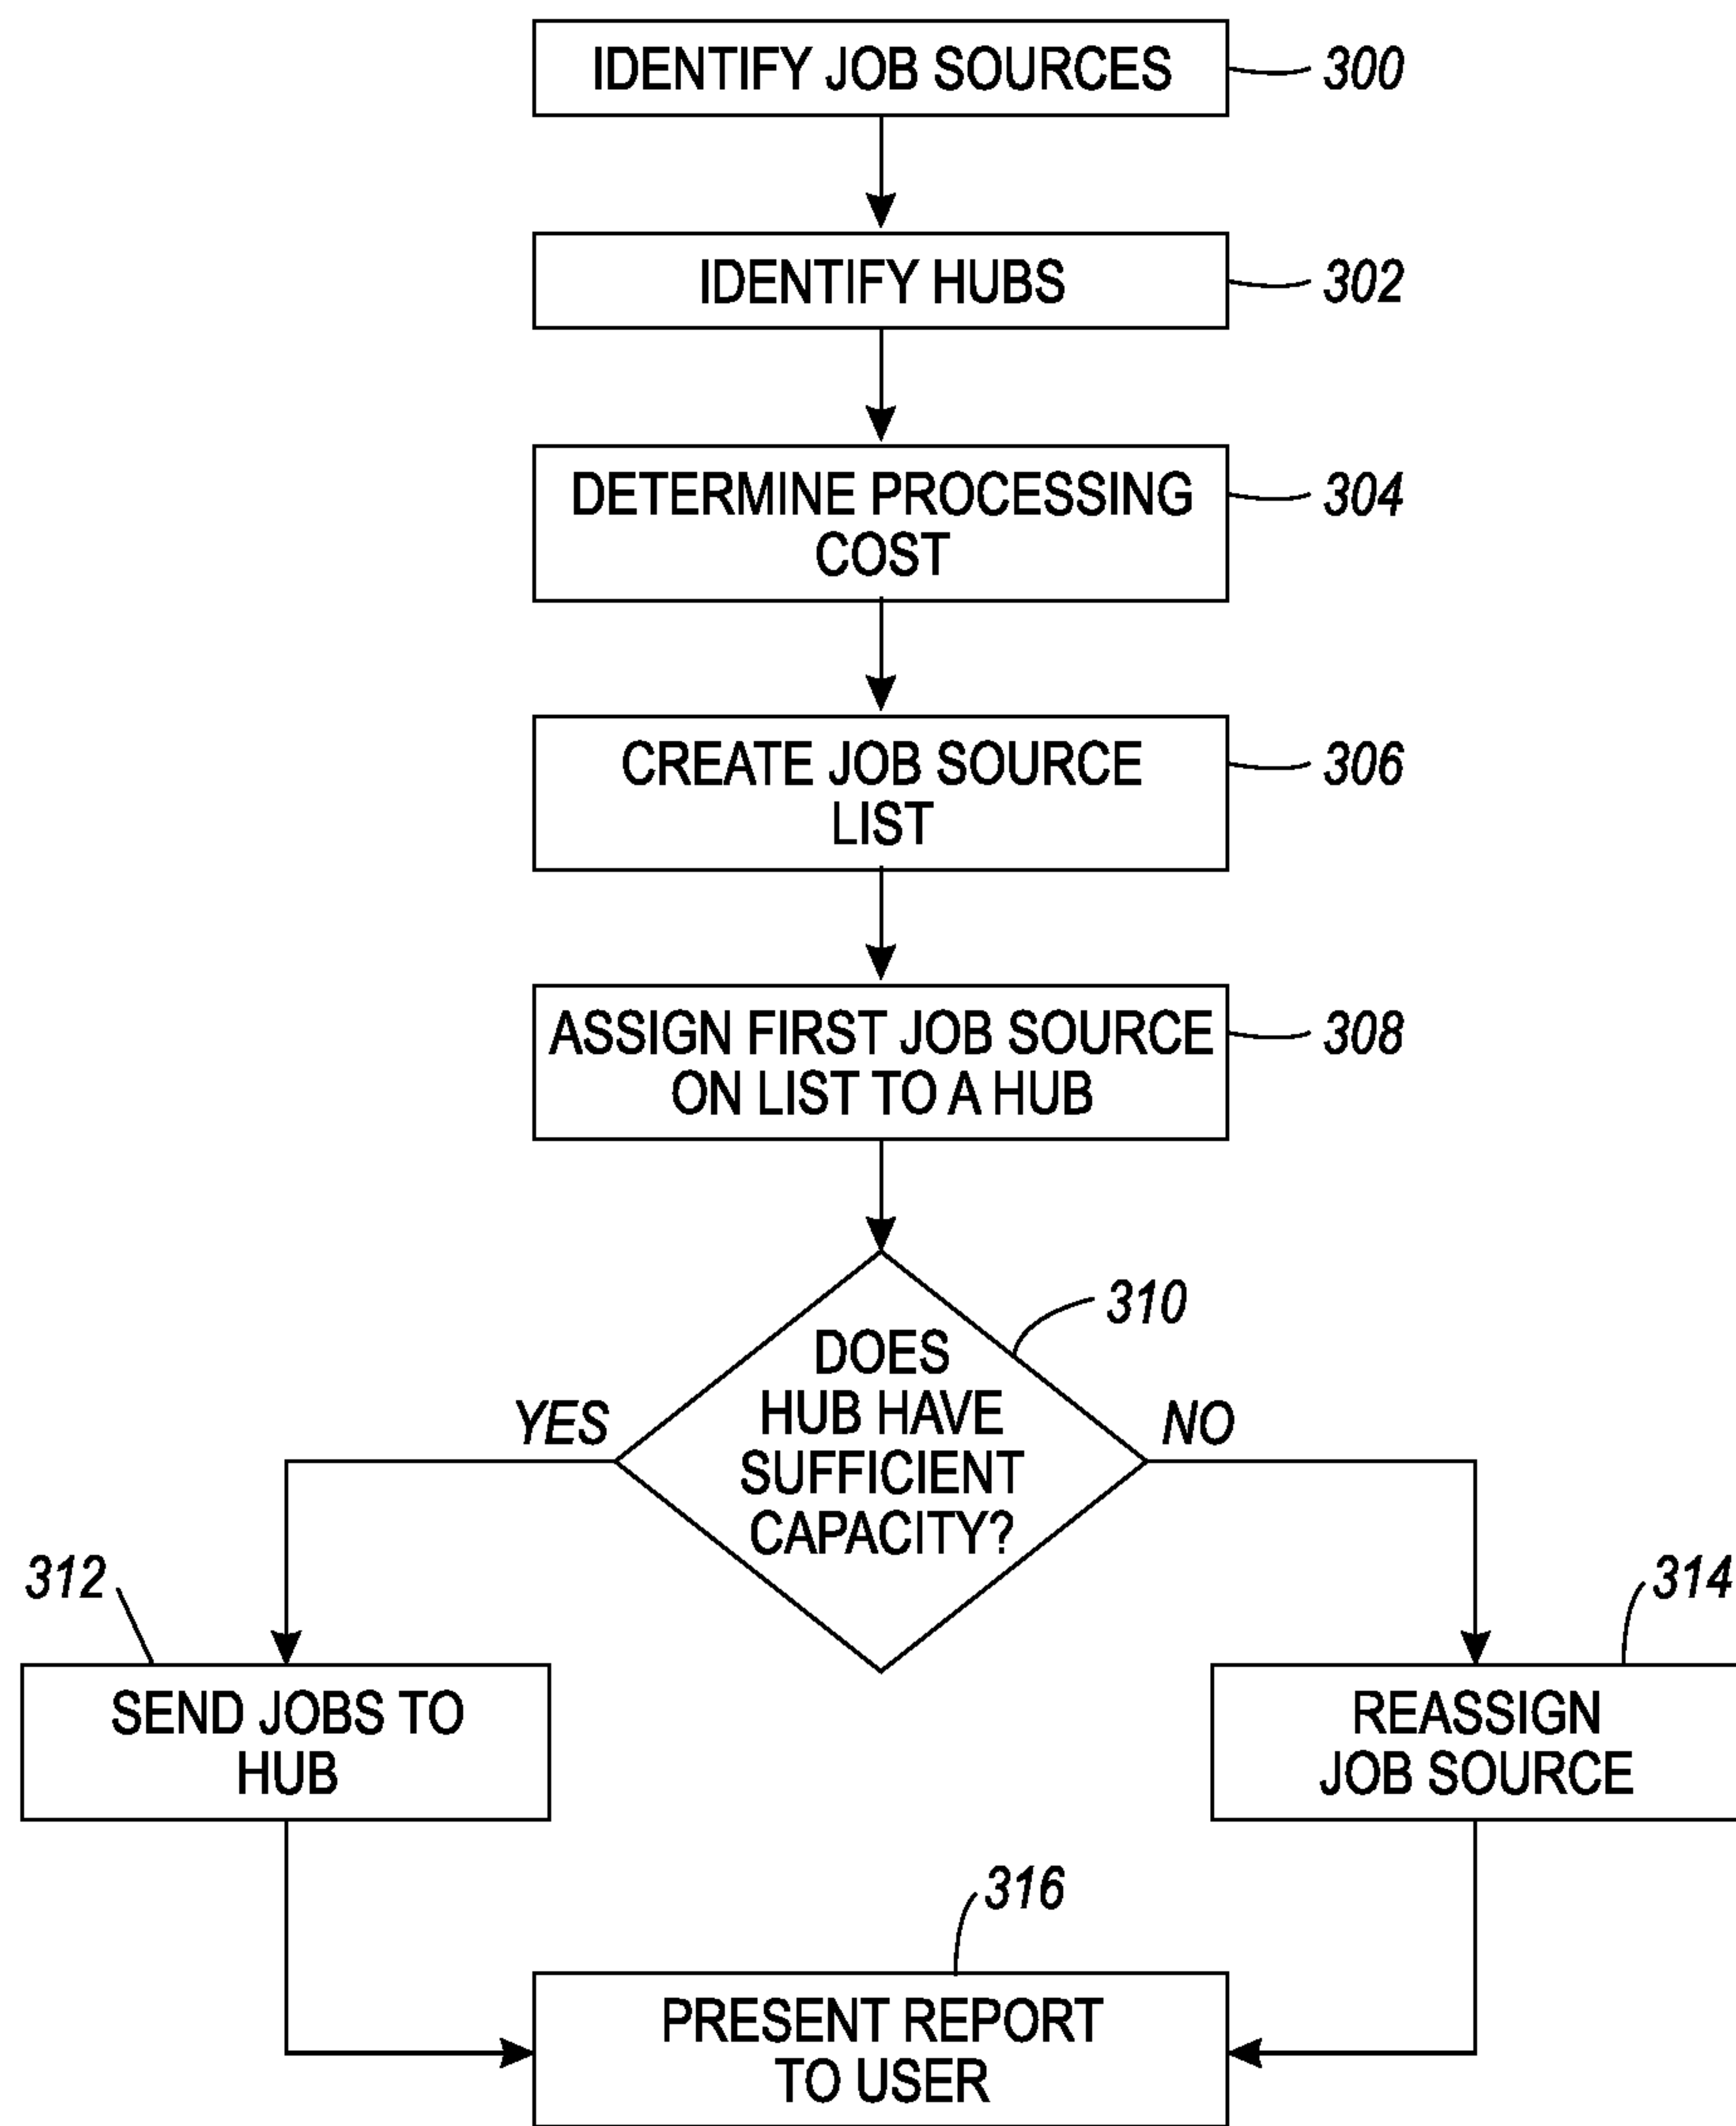 IDENTIFY JOB SOURCES
300
IDENTIFY HUBS
302
DETERMINE PROCESSING
COST
304
CREATE JOB SOURCE
LIST
306
ASSIGN FIRST JOB SOURCE
ON LIST TO A HUB
308
310
DOES
HUB HAVE
SUFFICIENT
CAPACITY?
YES
NO
312
SEND JOBS TO
HUB
314
REASSIGN
JOB SOURCE
316
PRESENT REPORT
TO USER